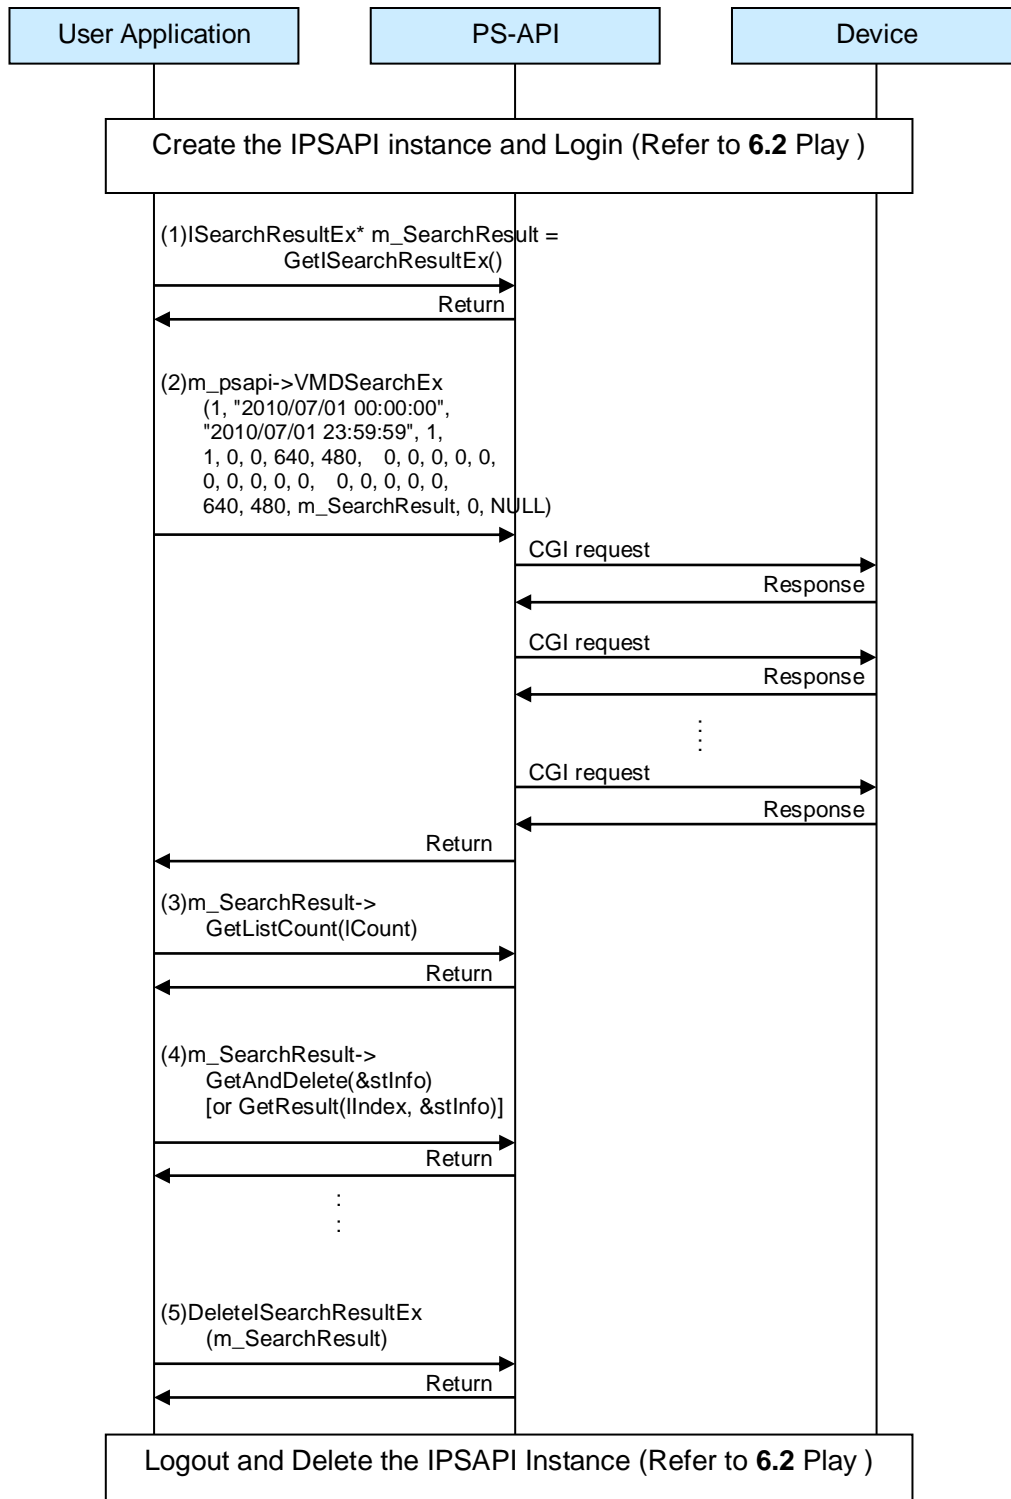 User Application
PS-API
Device
Create the IPSAPI instance and Login (Refer to 6.2 Play )
(1)ISearchResultEx* m_SearchResult =
GetISearchResultEx()
Return
(2)m_psapi->VMDSearchEx
(1, "2010/07/01 00:00:00",
"2010/07/01 23:59:59", 1,
1, 0, 0, 640, 480, 0, 0, 0, 0, 0,
0, 0, 0, 0, 0, 0, 0, 0, 0, 0,
640, 480, m_SearchResult, 0, NULL)
CGI request
Response
CGI request
Response
CGI request
Response
Return
(3)m_SearchResult->
GetListCount(lCount)
Return
(4)m_SearchResult->
GetAndDelete(&stInfo)
[or GetResult(lIndex, &stInfo)]
Return
(5)DeleteISearchResultEx
(m_SearchResult)
Return
Logout and Delete the IPSAPI Instance (Refer to 6.2 Play )